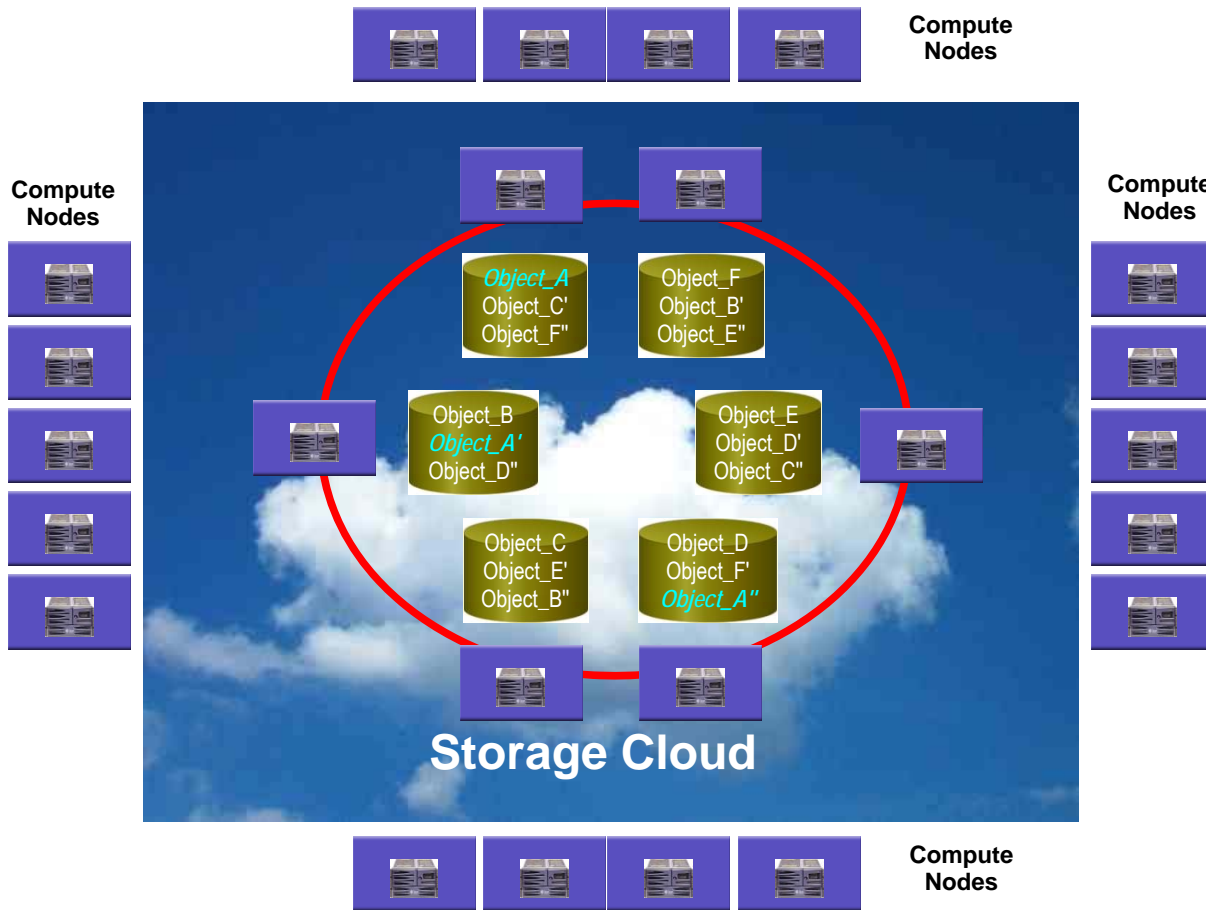 Compute
Nodes
Compute
Nodes
Compute
Nodes
Object_A
Object_C'
Object_F"
Object_F
Object_B'
Object_E"
Object_B
Object_A'
Object_D"
Object_E
Object_D'
Object_C"
Object_C
Object_E'
Object_B"
Object_D
Object_F'
Object_A"
Storage Cloud
Compute
Nodes